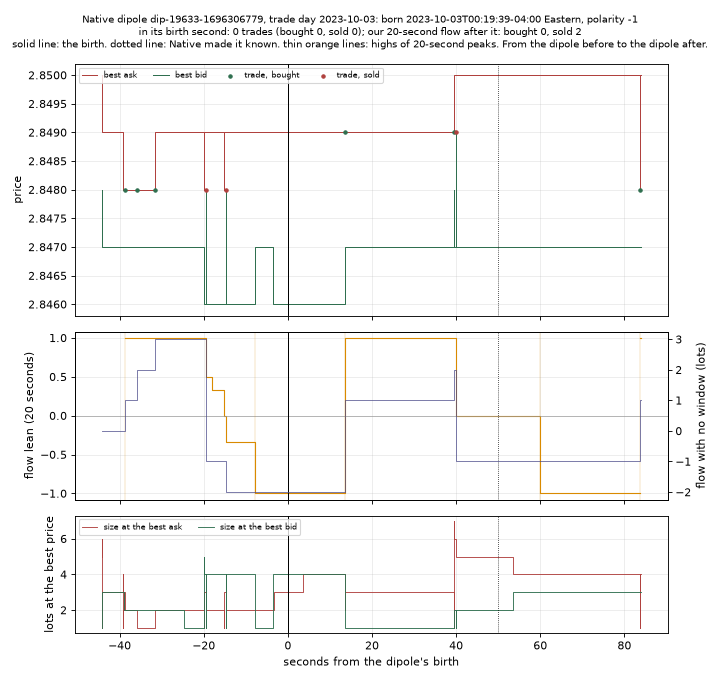 Native dipole dip-19633-1696306779, trade day 2023-10-03: born 2023-10-03T00:19:39-04:00 Eastern, polarity -1
in its birth second: 0 trades (bought 0, sold 0); our 20-second flow after it: bought 0, sold 2
solid line: the birth. dotted line: Native made it known. thin orange lines: highs of 20-second peaks. From the dipole before to the dipole after.
best ask best bid trade, bought trade, sold
2.8500
2.8495
2.8490
2.8485
2.8480
2.8475
2.8470
2.8465
2.8460
price
1.0
0.5
0.0
−0.5
−1.0
flow lean (20 seconds)
3
2
1
0
−1
−2
flow with no window (lots)
size at the best ask size at the best bid
6
4
2
lots at the best price
−40 −20 0 20 40 60 80
seconds from the dipole's birth